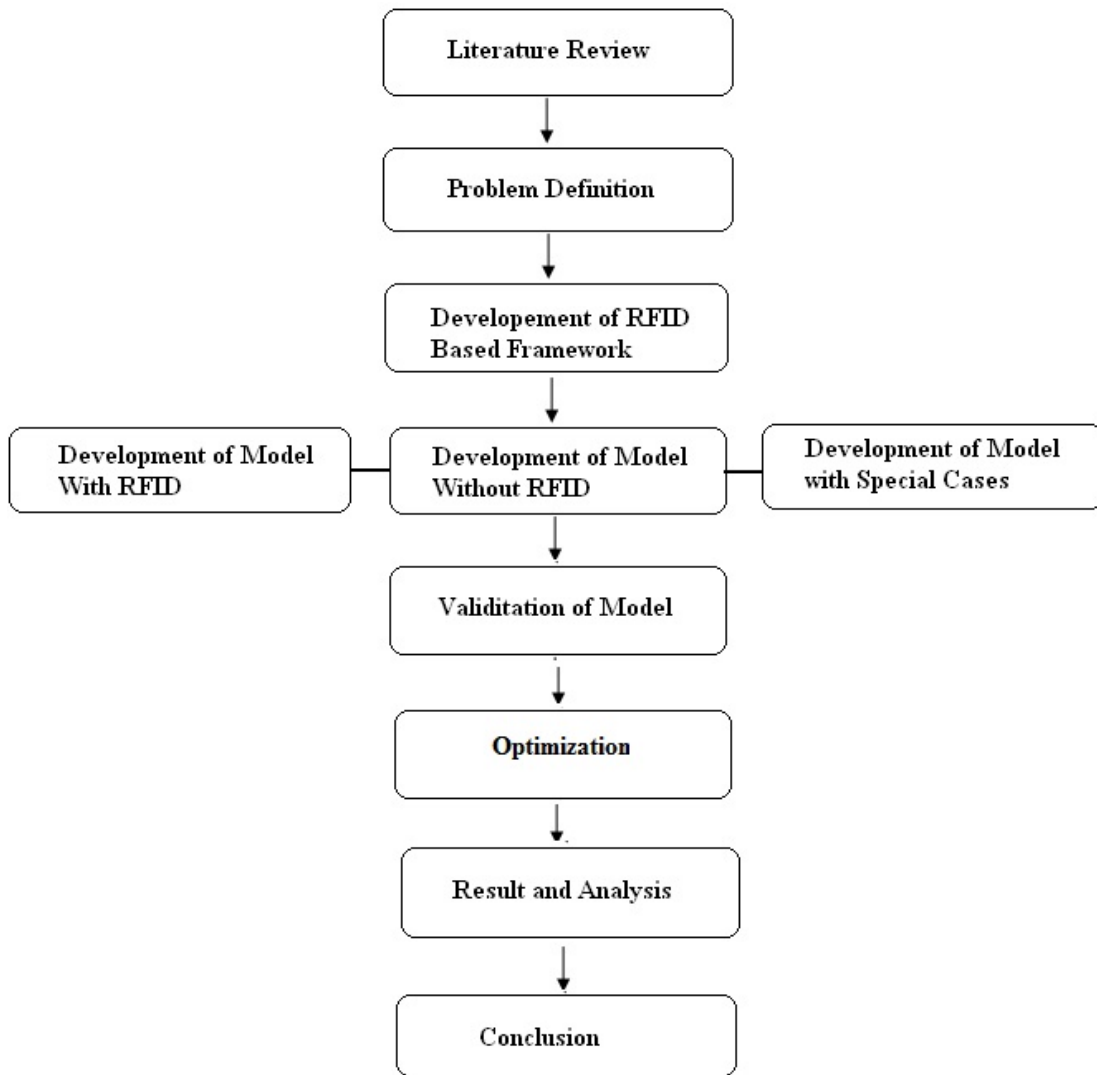 Literature Review
Problem Definition
Developement of RFID
Based Framework
Development of Model
With RFID
Development of Model
Without RFID
Development of Model
with Special Cases
Validitation of Model
Optimization
Result and Analysis
Conclusion